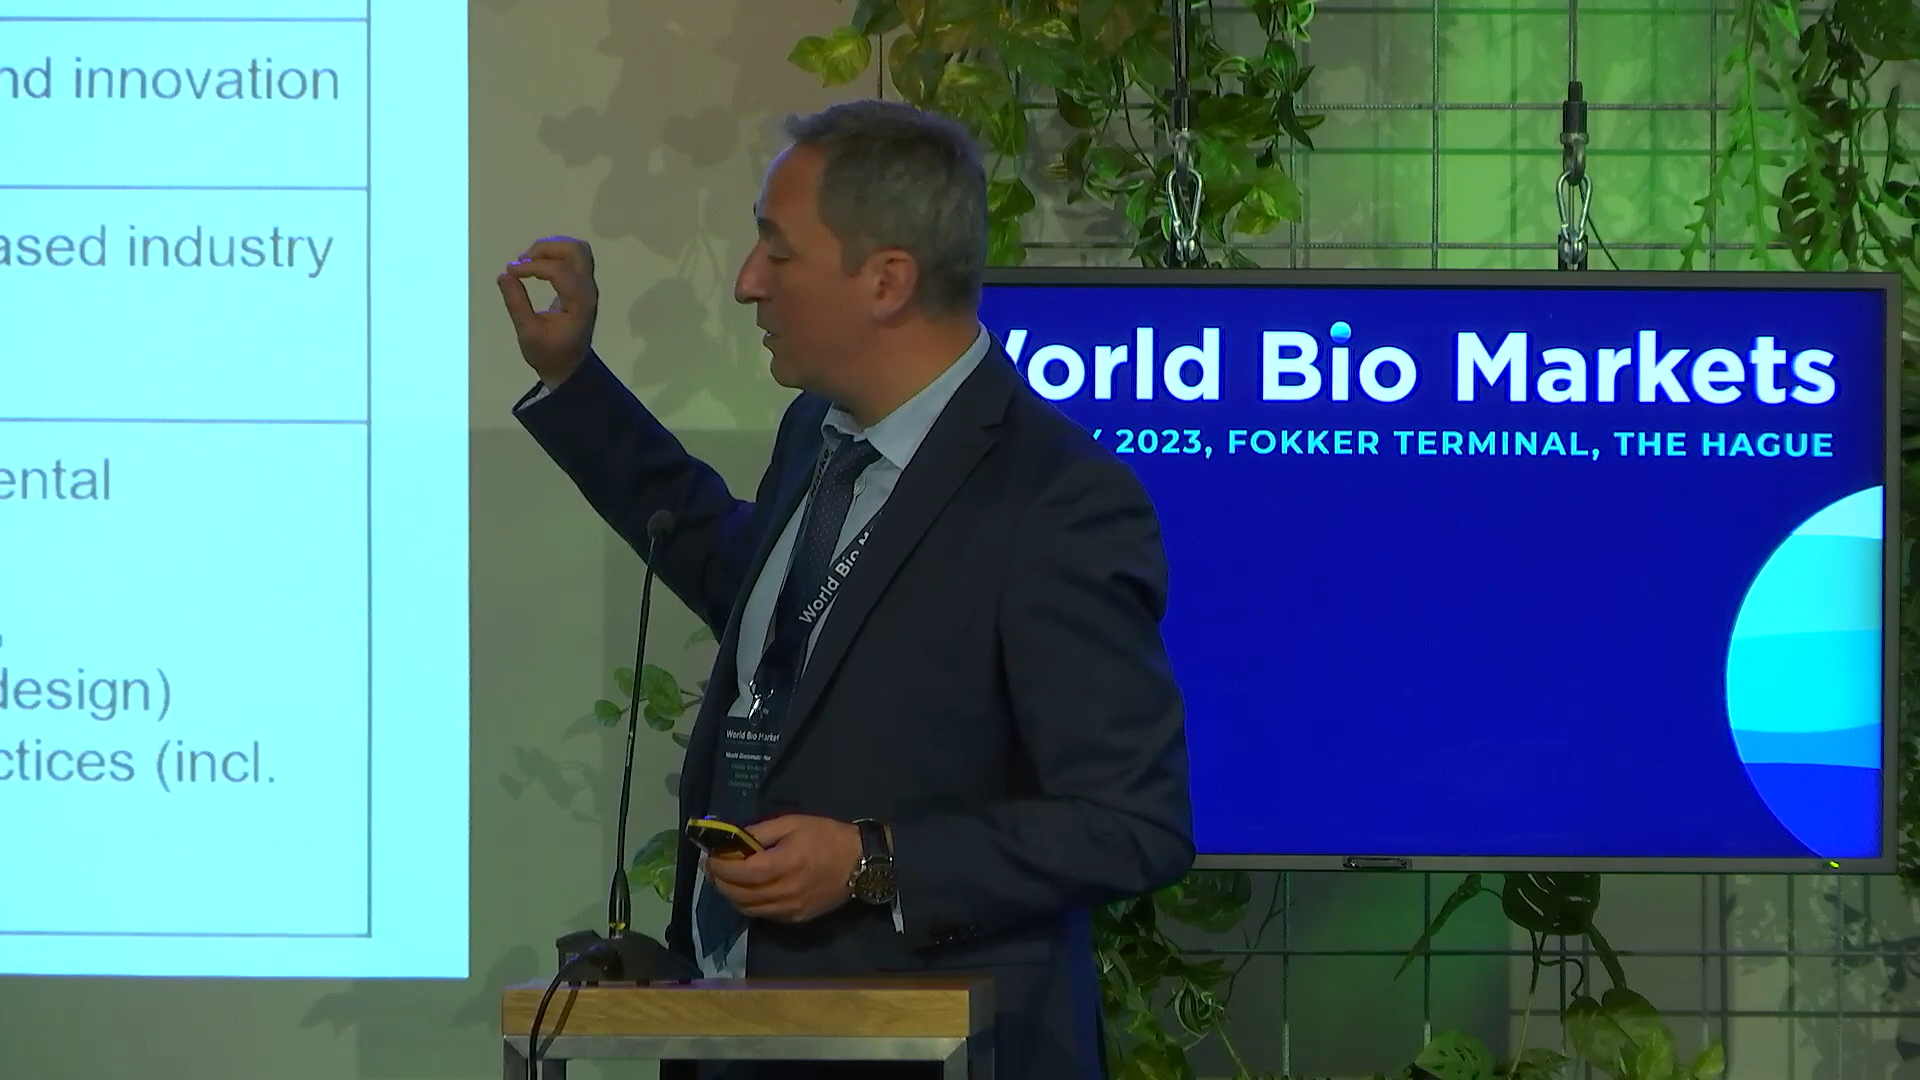 nd innovation
ased industry
ental
design)
ctices (incl.
World Bio Markets
2023, FOKKER TERMINAL, THE HAGUE
World Bio M
World Bio Market